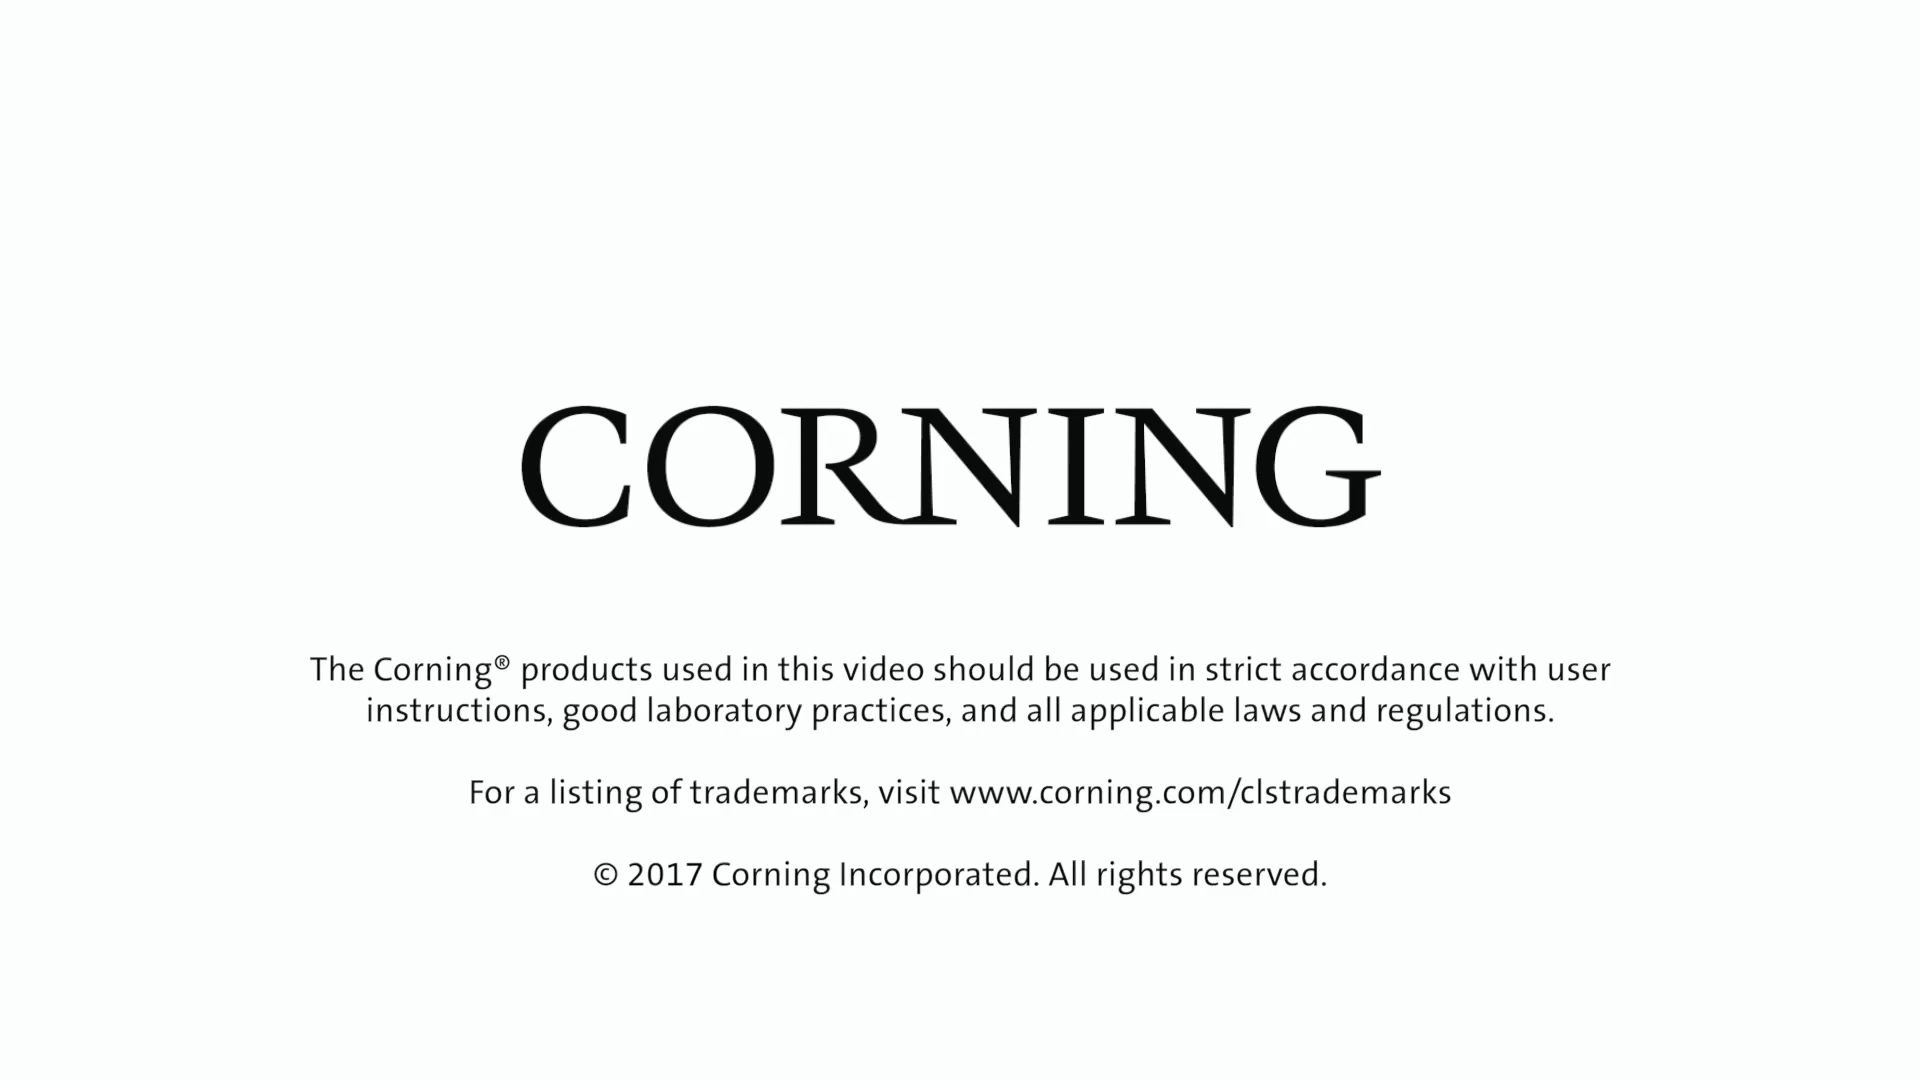 CORNING
The Corning® products used in this video should be used in strict accordance with user
instructions, good laboratory practices, and all applicable laws and regulations.
For a listing of trademarks, visit www.corning.com/clstrademarks
© 2017 Corning Incorporated. All rights reserved.